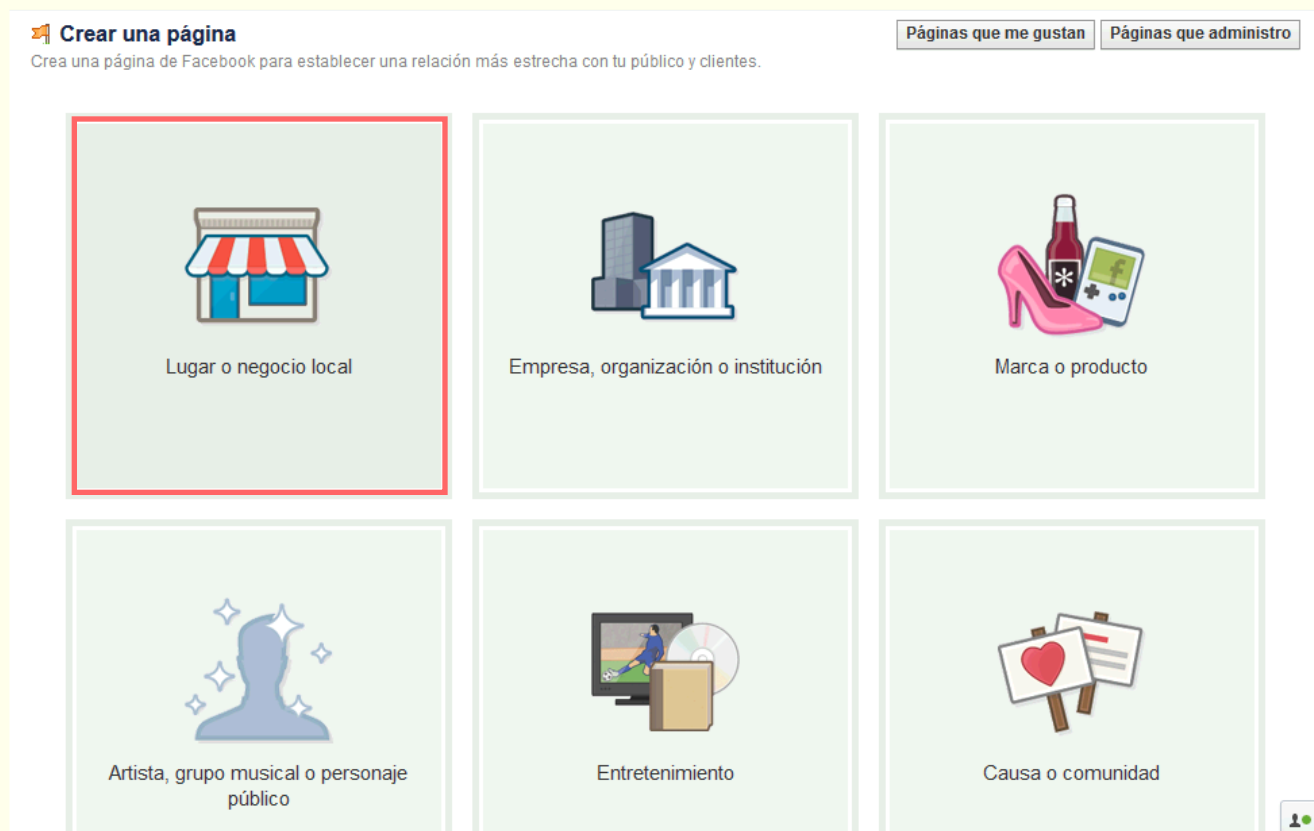 Crear una página
Páginas que me gustan
Páginas que administro
Crea una página de Facebook para establecer una relación más estrecha con tu público y clientes.
Lugar o negocio local
Empresa, organización o institución
Marca o producto
Artista, grupo musical o personaje
público
Entretenimiento
Causa o comunidad